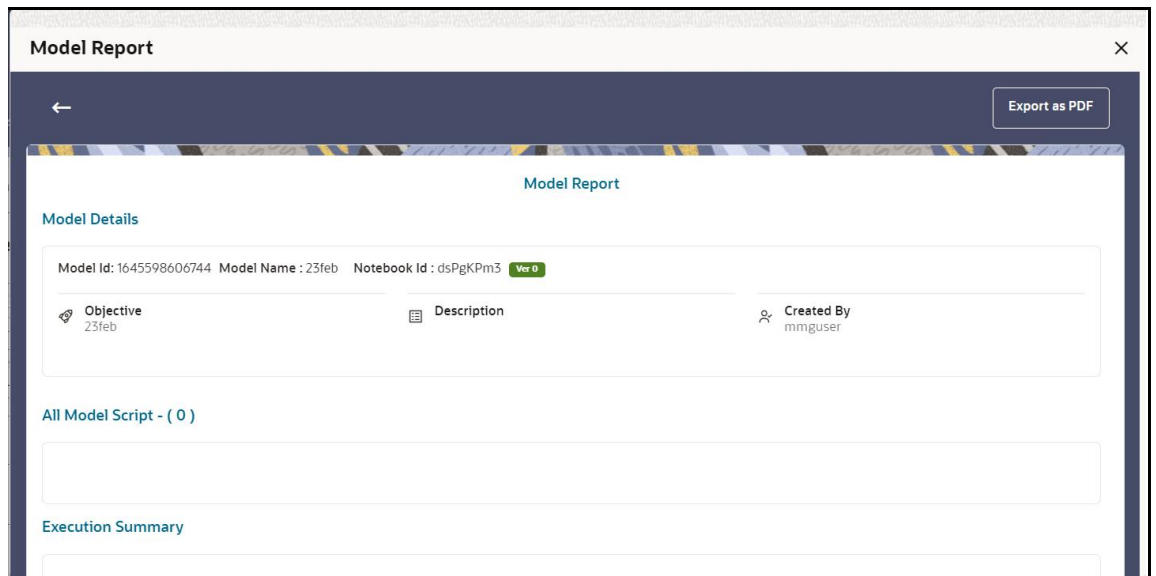 Model Report
Export as PDF
Model Report
Model Details
Model Id: 1645598606744 Model Name : 23feb Notebook Id : dsPgKPm3 Ver 0
Objective Description Created By
23feb mmguser
All Model Script - ( 0 )
Execution Summary